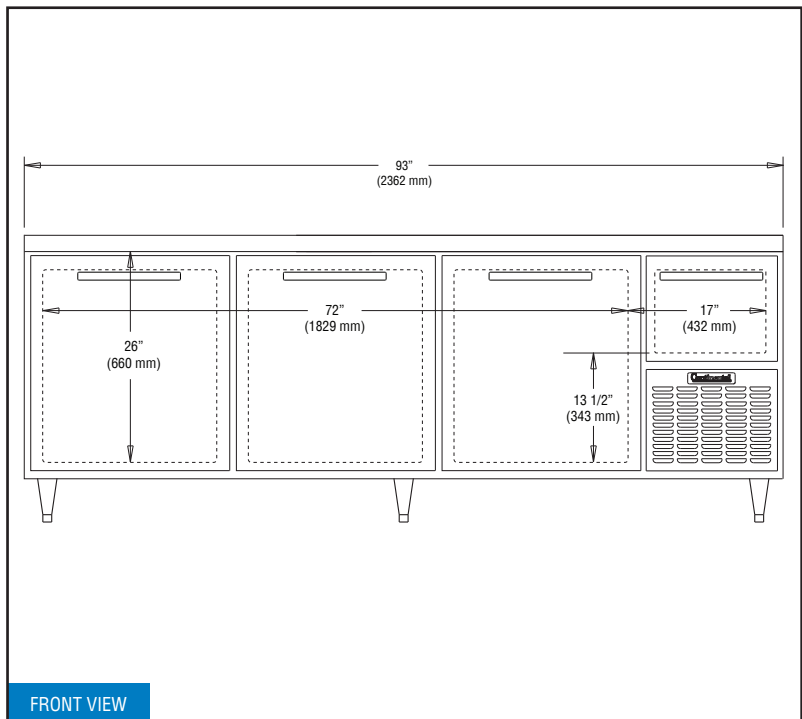 93”
(2362 mm)
72”
(1829 mm)
17”
(432 mm)
26”
(660 mm)
13 1/2”
(343 mm)
Continental
FRONT VIEW